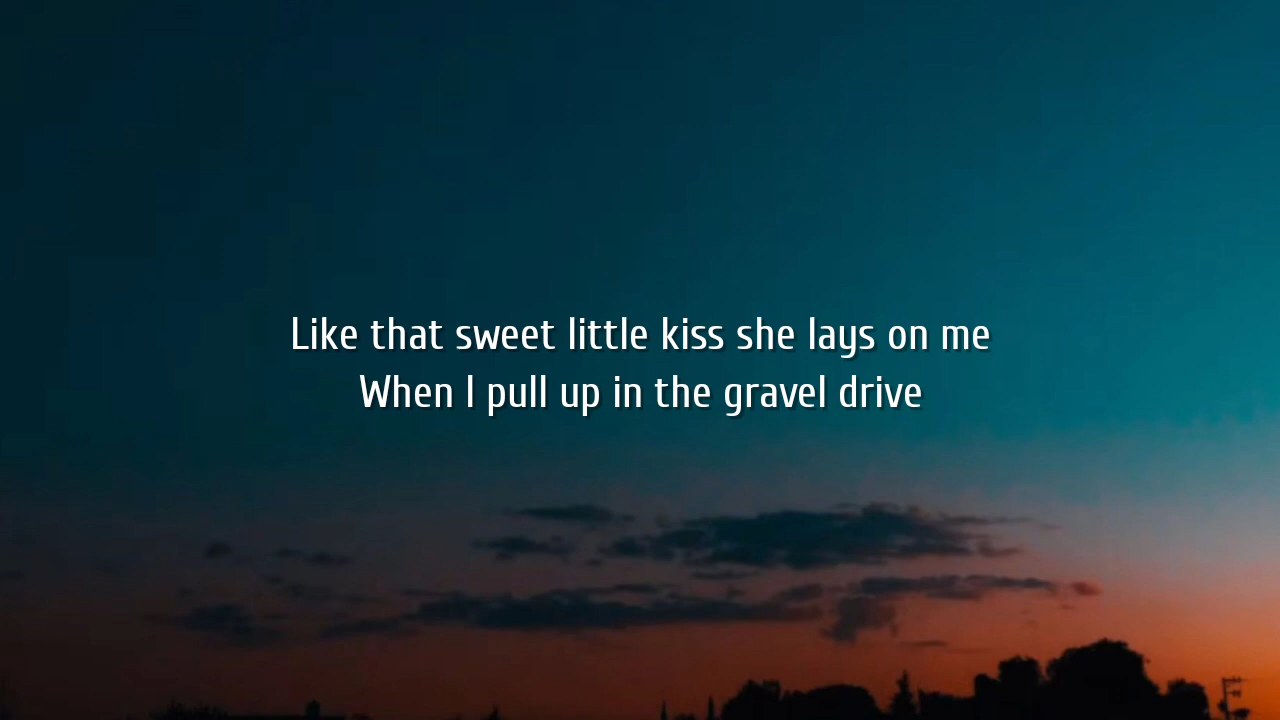 Like that sweet little kiss she lays on me
When I pull up in the gravel drive